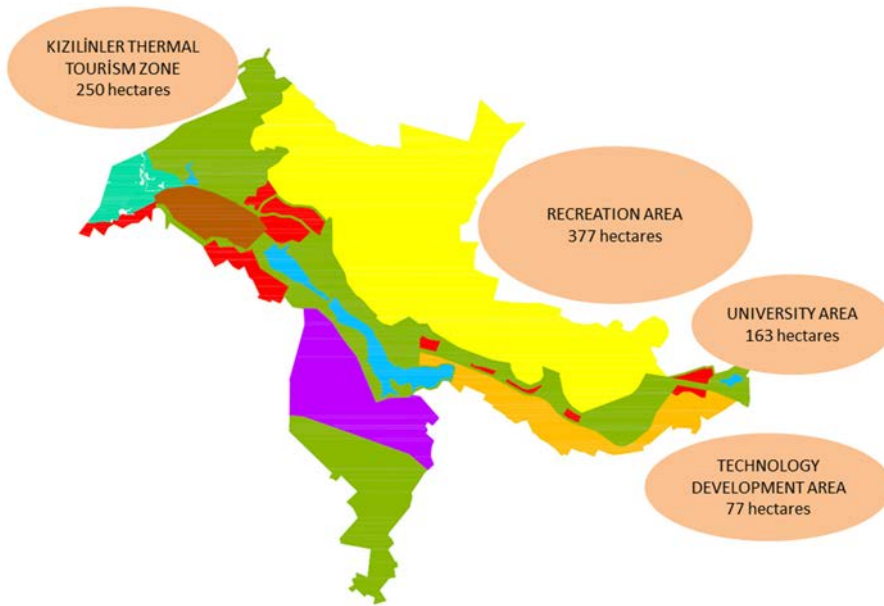 KIZILİNLER THERMAL
TOURİSM ZONE
250 hectares
RECREATION AREA
377 hectares
UNIVERSITY AREA
163 hectares
TECHNOLOGY
DEVELOPMENT AREA
77 hectares